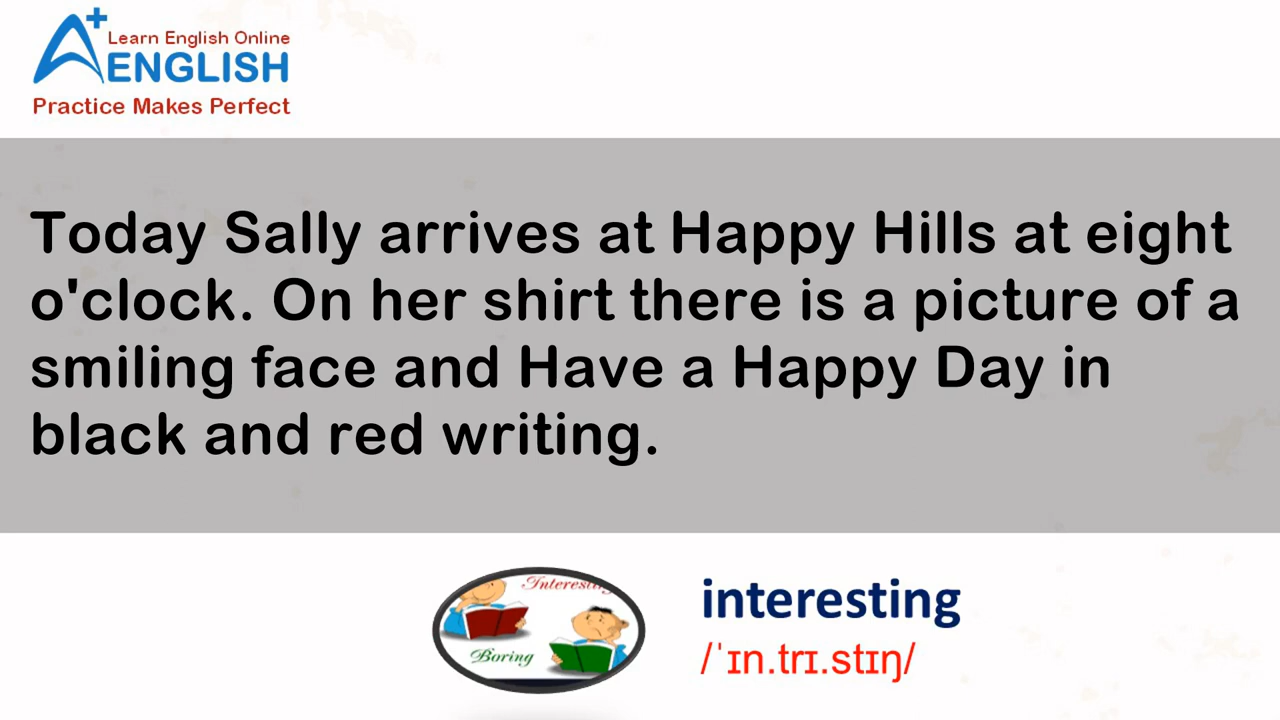 A+
Learn English Online
ENGLISH
Practice Makes Perfect
Today Sally arrives at Happy Hills at eight
o'clock. On her shirt there is a picture of a
smiling face and Have a Happy Day in
black and red writing.
Interesting
Boring
interesting
/ˈɪn.trɪ.stɪŋ/